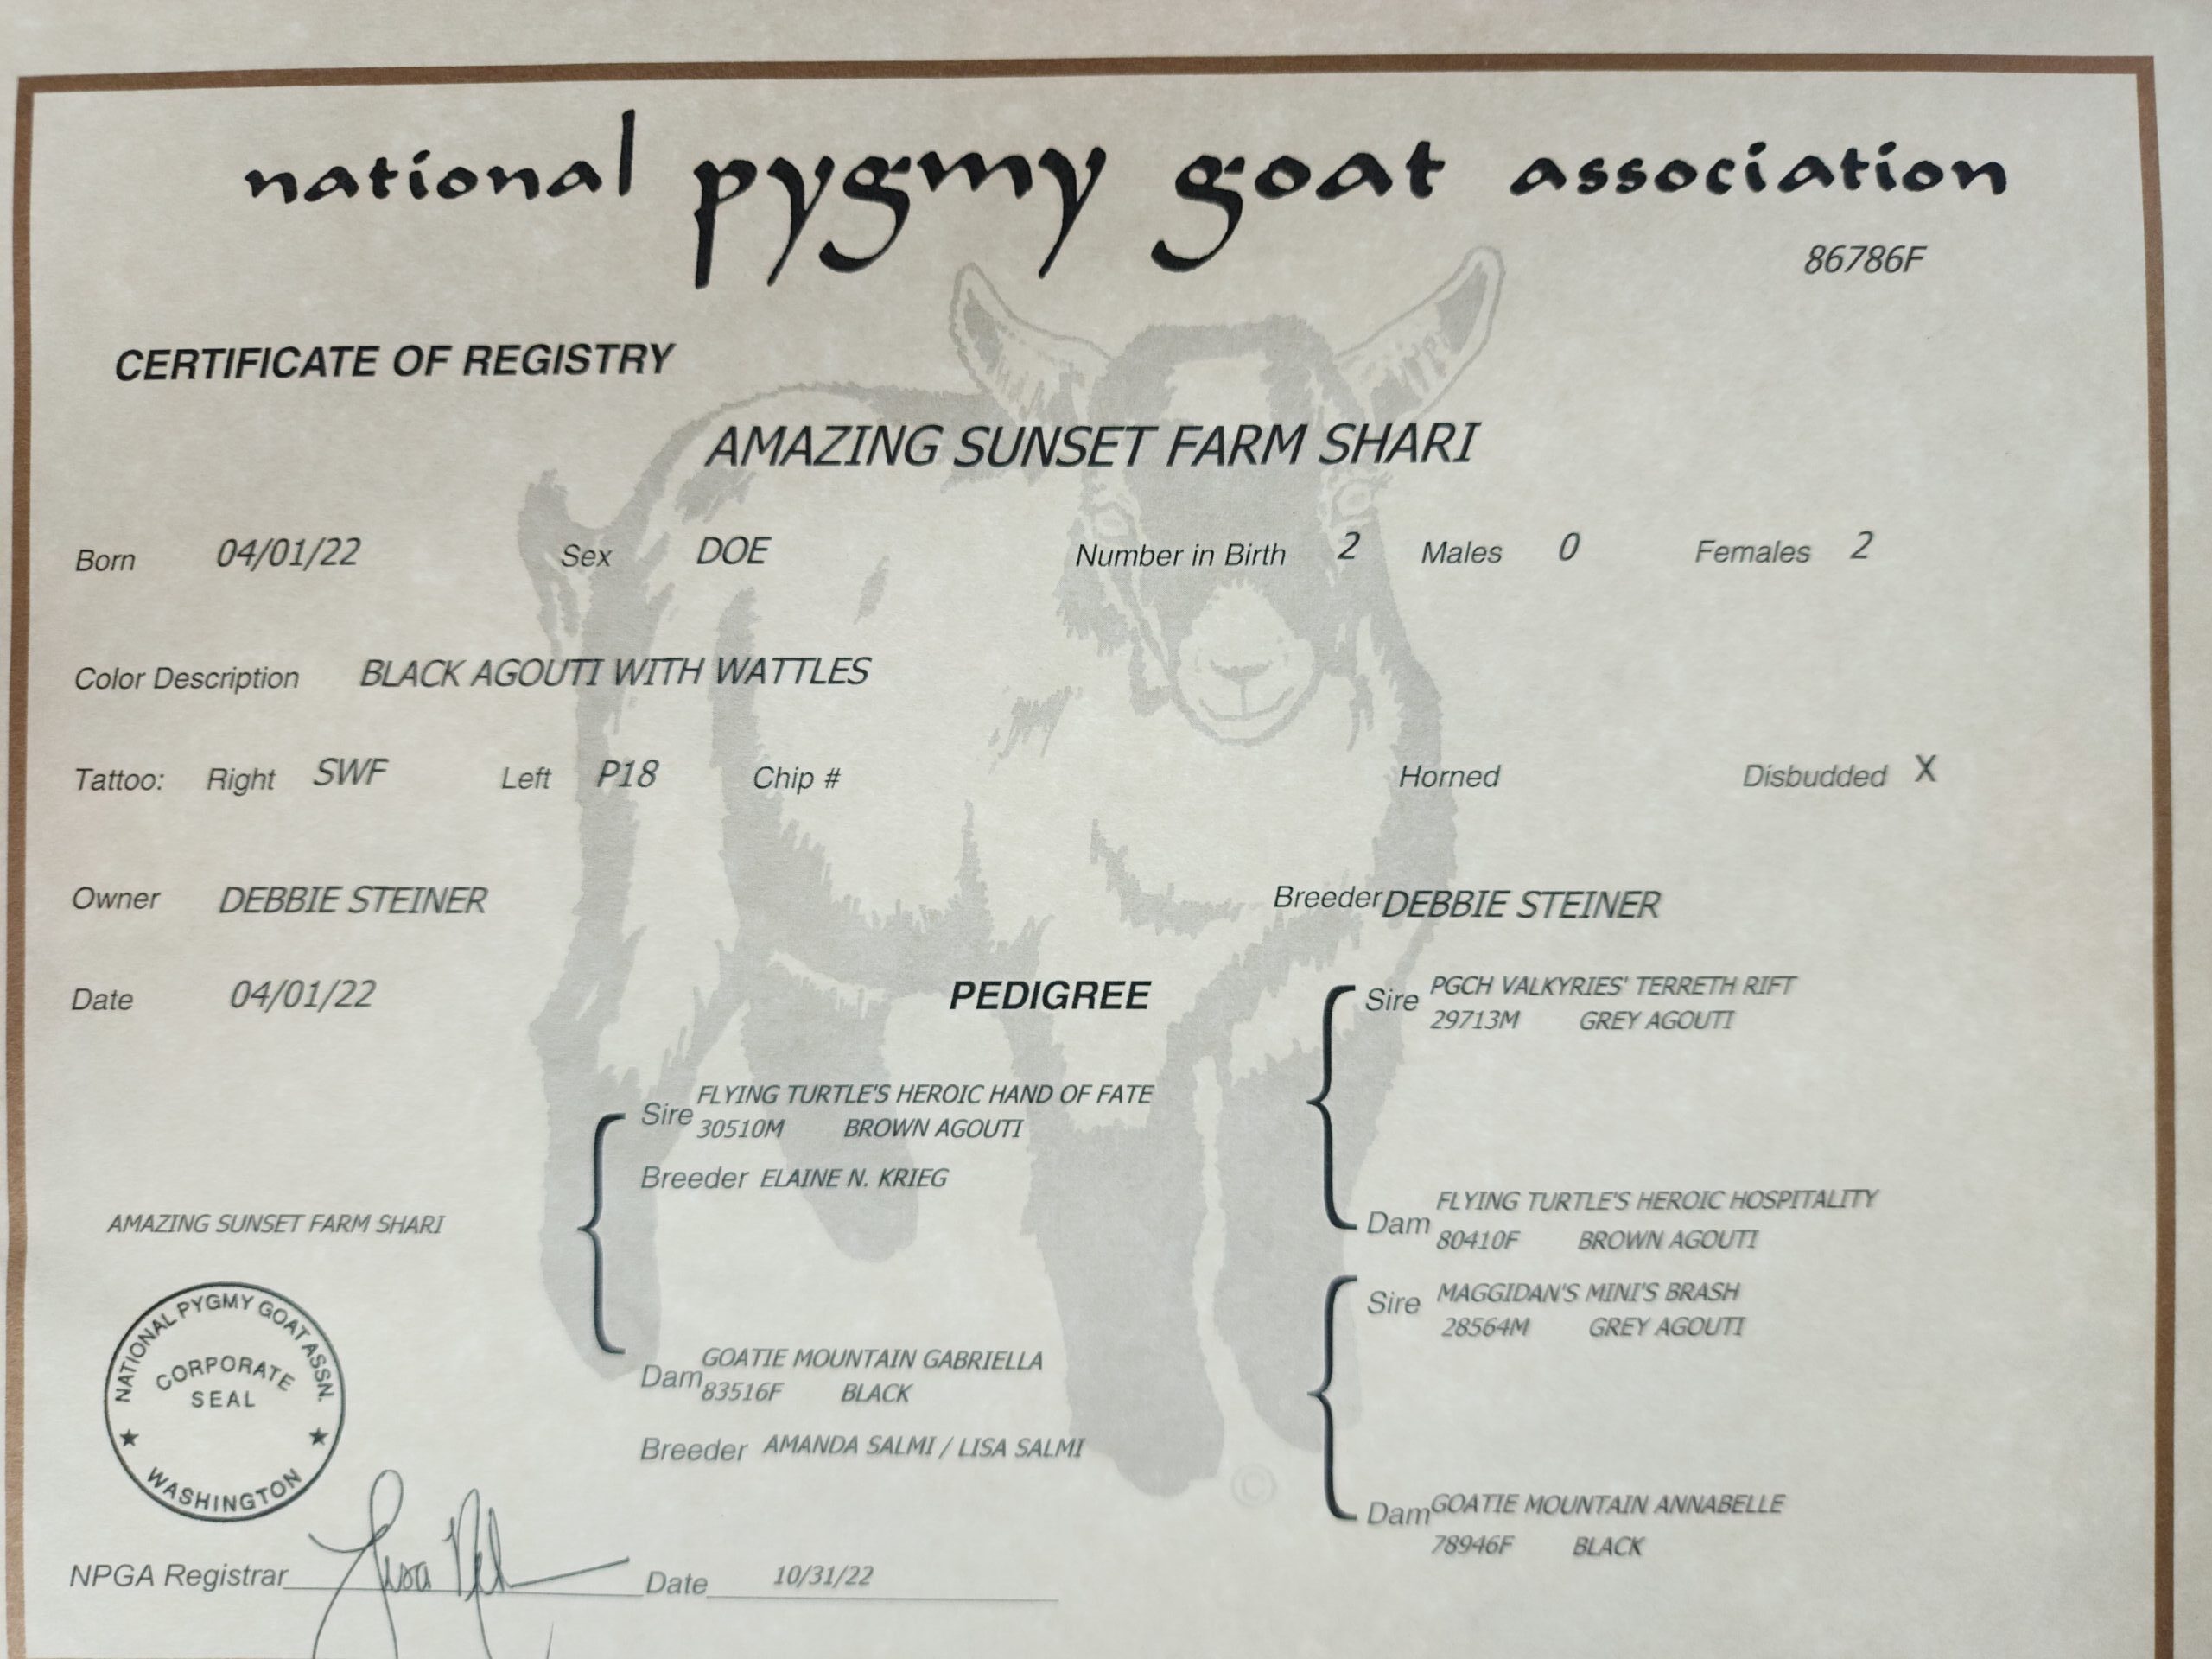 national pygmy goat association
86786F
CERTIFICATE OF REGISTRY
AMAZING SUNSET FARM SHARI
Born 04/01/22 Sex DOE Number in Birth 2 Males 0 Females 2
Color Description BLACK AGOUTI WITH WATTLES
Tattoo: Right SWF Left P18 Chip # Horned Disbudded X
Owner DEBBIE STEINER Breeder DEBBIE STEINER
Date 04/01/22
PEDIGREE
Sire PGCH VALKYRIES' TERRETH RIFT
29713M GREY AGOUTI
Sire FLYING TURTLE'S HEROIC HAND OF FATE
30510M BROWN AGOUTI
Breeder ELAINE N. KRIEG
Dam FLYING TURTLE'S HEROIC HOSPITALITY
80410F BROWN AGOUTI
AMAZING SUNSET FARM SHARI
Sire MAGGIDAN'S MINI'S BRASH
28564M GREY AGOUTI
Dam GOATIE MOUNTAIN GABRIELLA
83516F BLACK
Breeder AMANDA SALMI / LISA SALMI
Dam GOATIE MOUNTAIN ANNABELLE
78946F BLACK
NATIONAL PYGMY GOAT ASSN.
CORPORATE
SEAL
★ ★
WASHINGTON
©
NPGA Registrar Lisa Date 10/31/22